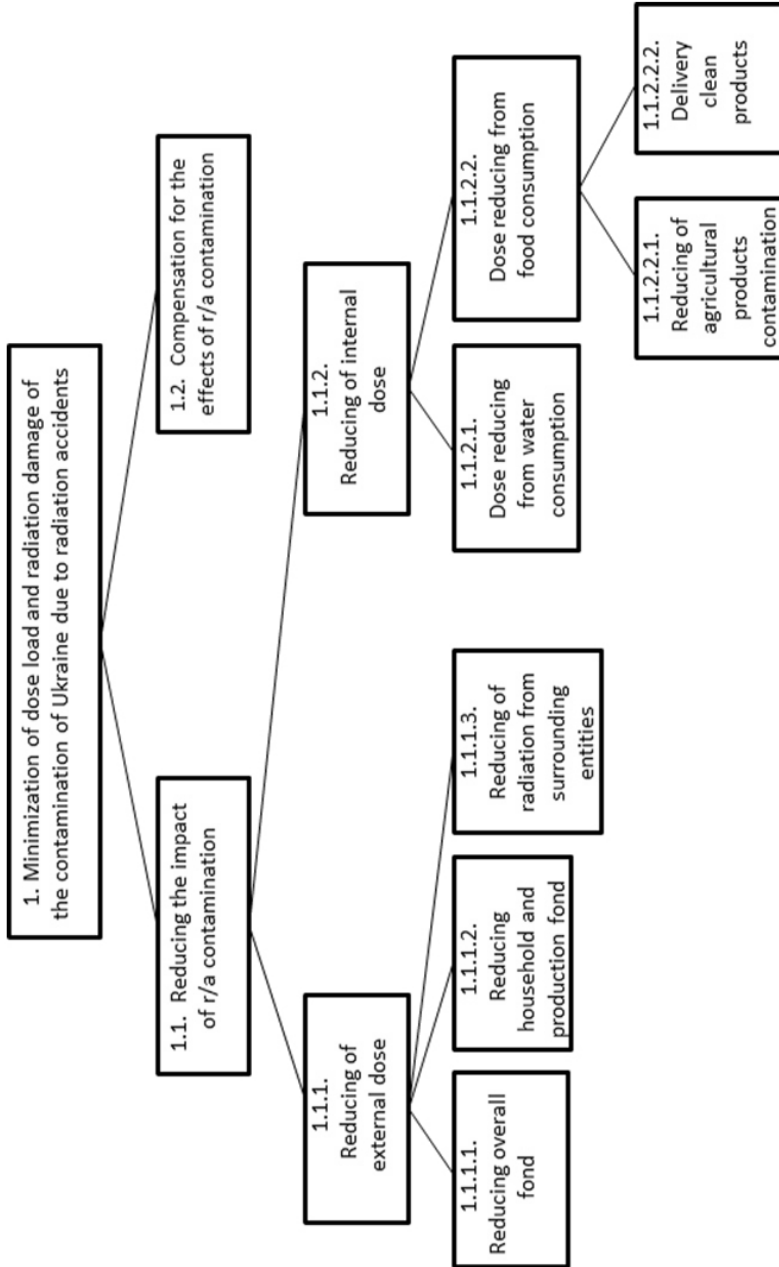 1. Minimization of dose load and radiation damage of
the contamination of Ukraine due to radiation accidents
1.1. Reducing the impact
of r/a contamination
1.2. Compensation for the
effects of r/a contamination
1.1.1.
Reducing of
external dose
1.1.2.
Reducing of internal
dose
1.1.1.1.
Reducing overall
fond
1.1.1.2.
Reducing
household and
production fond
1.1.1.3.
Reducing of
radiation from
surrounding
entities
1.1.2.1.
Dose reducing
from water
consumption
1.1.2.2.
Dose reducing from
food consumption
1.1.2.2.1.
Reducing of
agricultural
products
contamination
1.1.2.2.2.
Delivery
clean
products